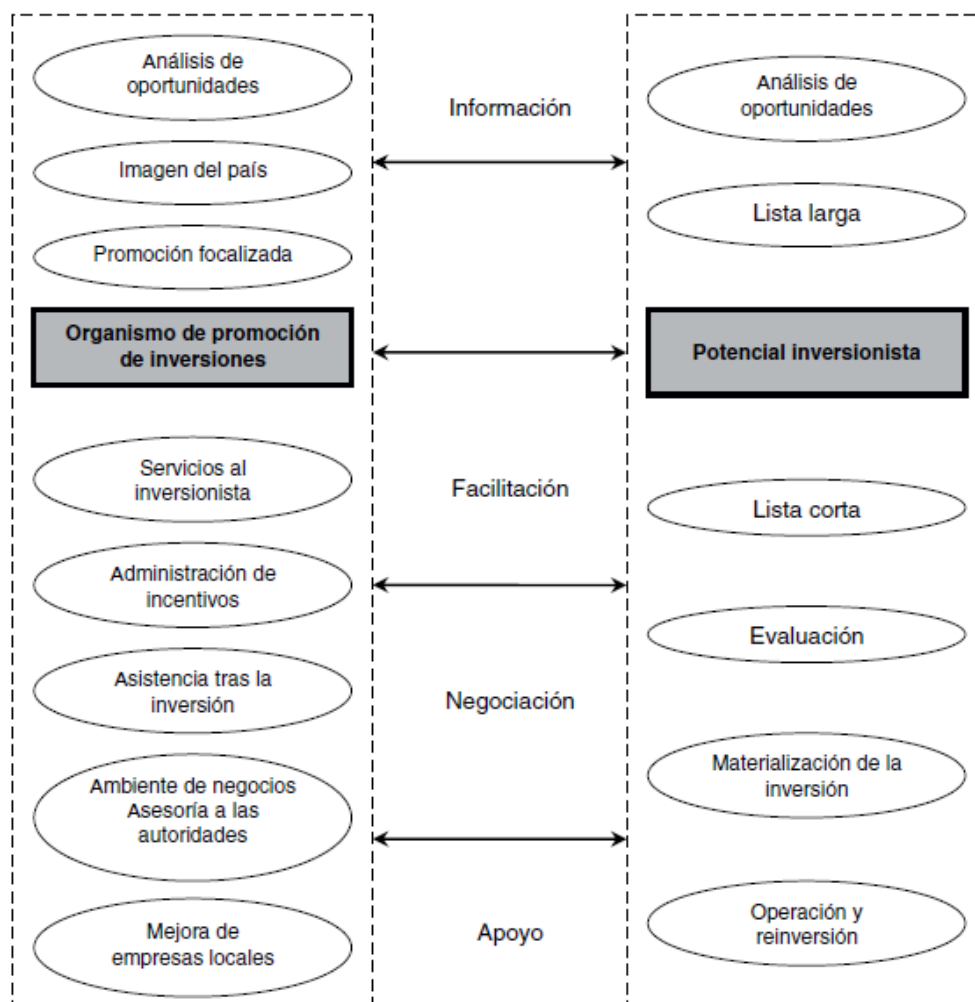 Análisis de
oportunidades
Imagen del país
Promoción focalizada
Organismo de promoción
de inversiones
Servicios al
inversionista
Administración de
incentivos
Asistencia tras la
inversión
Ambiente de negocios
Asesoría a las
autoridades
Mejora de
empresas locales
Información
Facilitación
Negociación
Apoyo
Análisis de
oportunidades
Lista larga
Potencial inversionista
Lista corta
Evaluación
Materialización de la
inversión
Operación y
reinversión